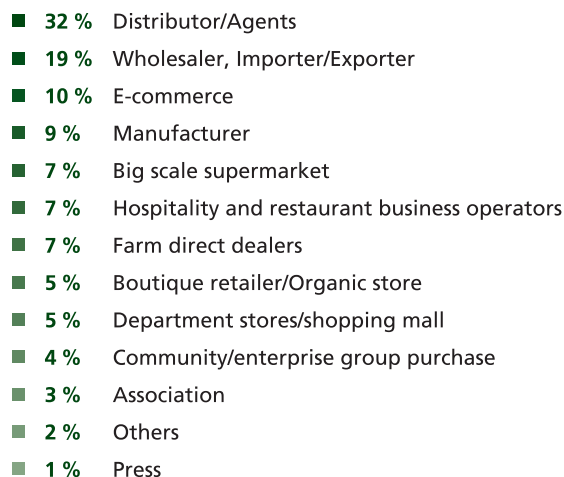 32 % Distributor/Agents
19 % Wholesaler, Importer/Exporter
10 % E-commerce
9 % Manufacturer
7 % Big scale supermarket
7 % Hospitality and restaurant business operators
7 % Farm direct dealers
5 % Boutique retailer/Organic store
5 % Department stores/shopping mall
4 % Community/enterprise group purchase
3 % Association
2 % Others
1 % Press